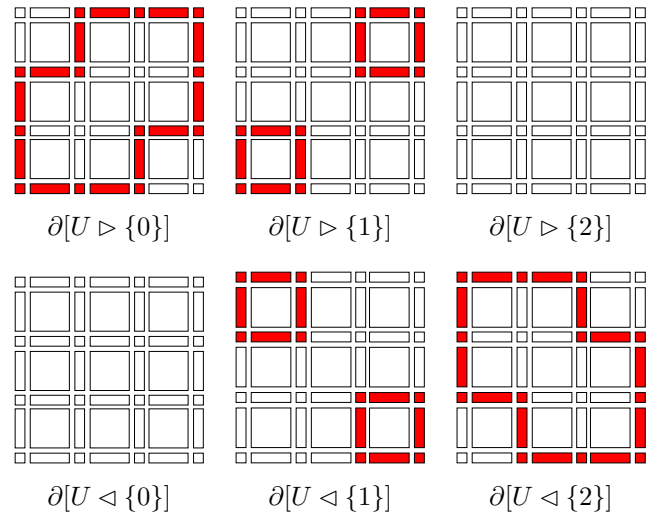 ∂[U ▷ {0}] ∂[U ▷ {1}] ∂[U ▷ {2}]
∂[U ◁ {0}] ∂[U ◁ {1}] ∂[U ◁ {2}]